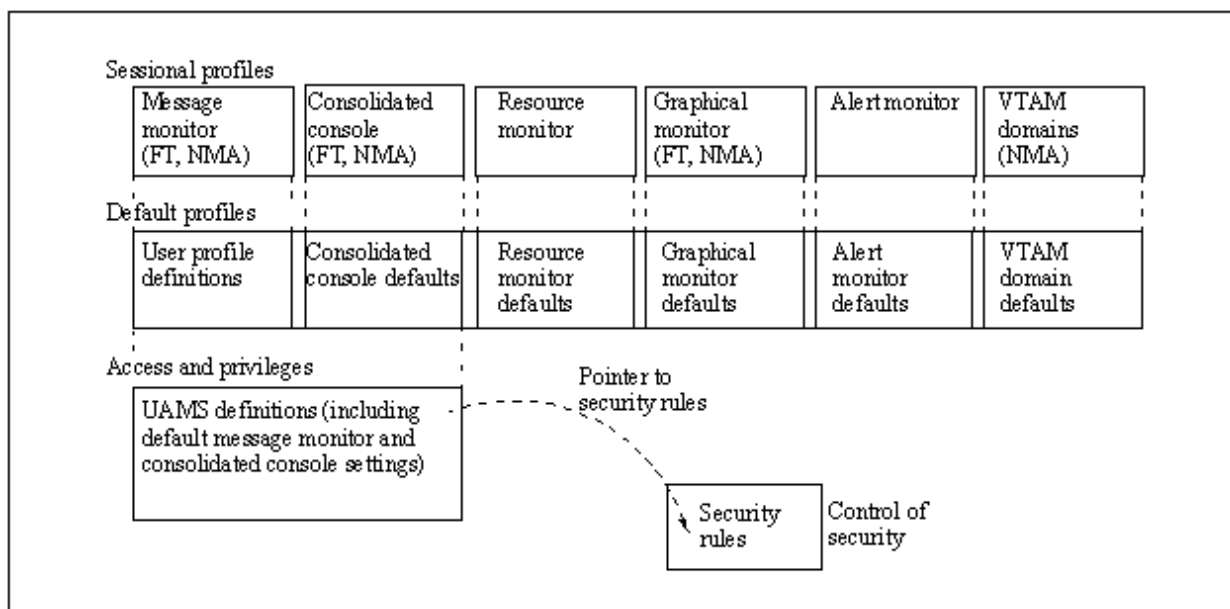 Sessional profiles
Message
monitor
(FT, NMA)
Consolidated
console
(FT, NMA)
Resource
monitor
Graphical
monitor
(FT, NMA)
Alert monitor
VTAM
domains
(NMA)
Default profiles
User profile
definitions
Consolidated
console defaults
Resource
monitor
defaults
Graphical
monitor
defaults
Alert
monitor
defaults
VTAM
domain
defaults
Access and privileges
UAMS definitions (including
default message monitor and
consolidated console settings)
Pointer to
security rules
Security
rules
Control of
security